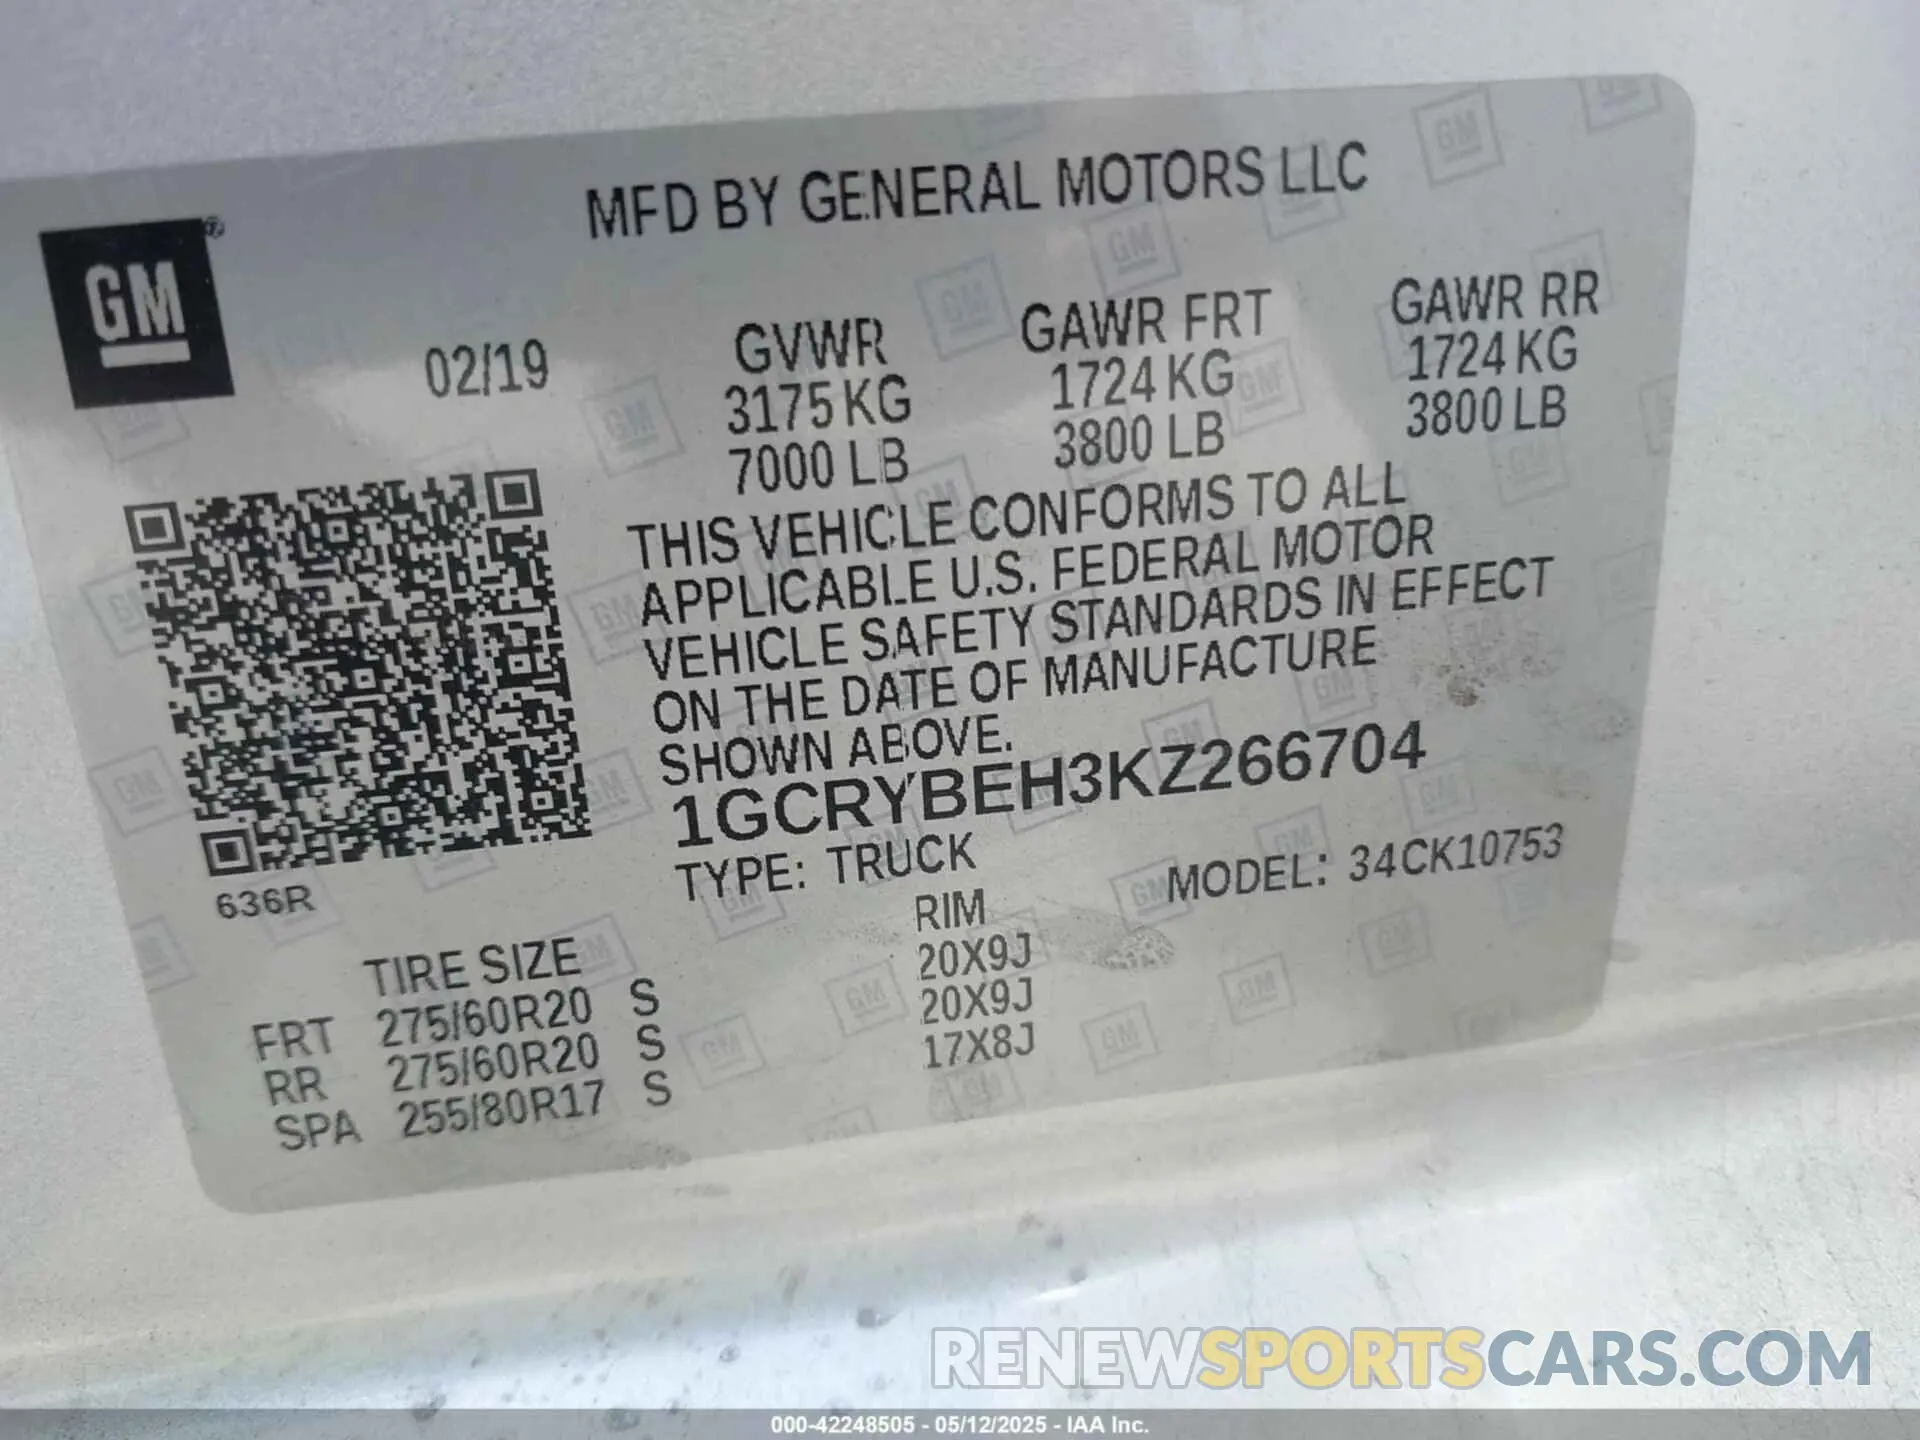 MFD BY GENERAL MOTORS LLC
GM®
02/19
GVWR
3175 KG
7000 LB
GAWR FRT
1724 KG
3800 LB
GAWR RR
1724 KG
3800 LB
THIS VEHICLE CONFORMS TO ALL
APPLICABLE U.S. FEDERAL MOTOR
VEHICLE SAFETY STANDARDS IN EFFECT
ON THE DATE OF MANUFACTURE
SHOWN ABOVE.
1GCRYBEH3KZ266704
TYPE: TRUCK
MODEL: 34CK10753
636R
TIRE SIZE
RIM
FRT 275/60R20 S 20X9J
RR 275/60R20 S 20X9J
SPA 255/80R17 S 17X8J
RENEWSPORTSCARS.COM
000-42248505 - 05/12/2025 - IAA Inc.